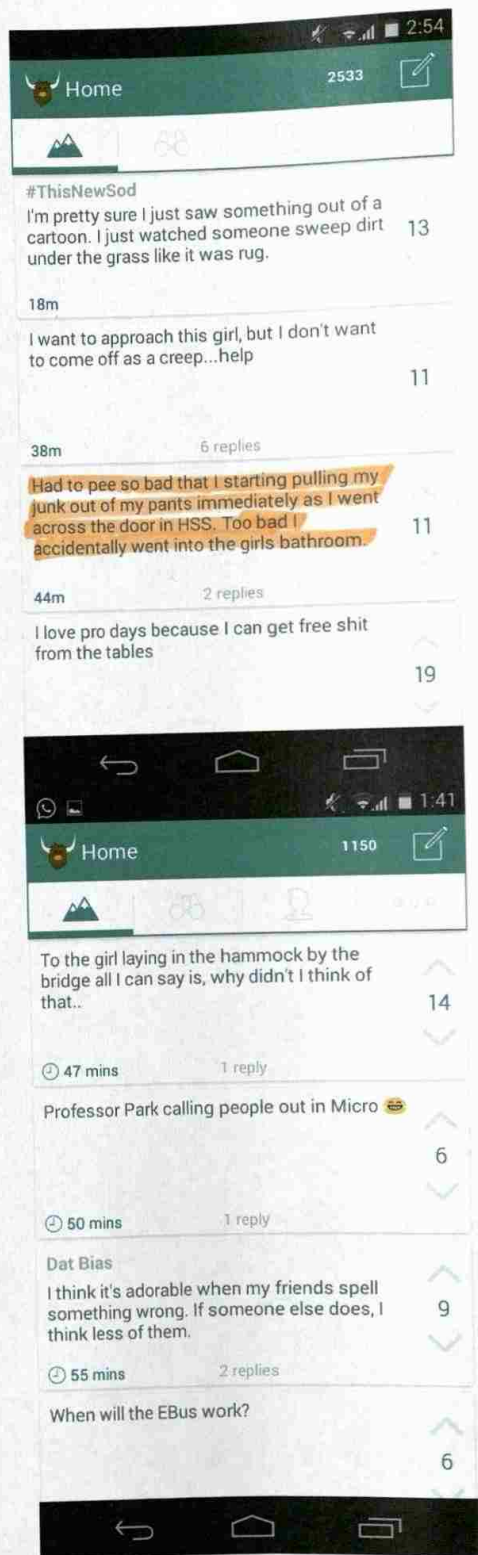 2:54
Home 2533
#ThisNewSod
I'm pretty sure I just saw something out of a
cartoon. I just watched someone sweep dirt
under the grass like it was rug.
13
18m
I want to approach this girl, but I don't want
to come off as a creep...help
11
38m 6 replies
Had to pee so bad that I starting pulling my
junk out of my pants immediately as I went
across the door in HSS. Too bad I
accidentally went into the girls bathroom.
11
44m 2 replies
I love pro days because I can get free shit
from the tables
19
1:41
Home 1150
To the girl laying in the hammock by the
bridge all I can say is, why didn't I think of
that..
14
47 mins 1 reply
Professor Park calling people out in Micro 😄
6
50 mins 1 reply
Dat Bias
I think it's adorable when my friends spell
something wrong. If someone else does, I
think less of them.
9
55 mins 2 replies
When will the EBus work?
6